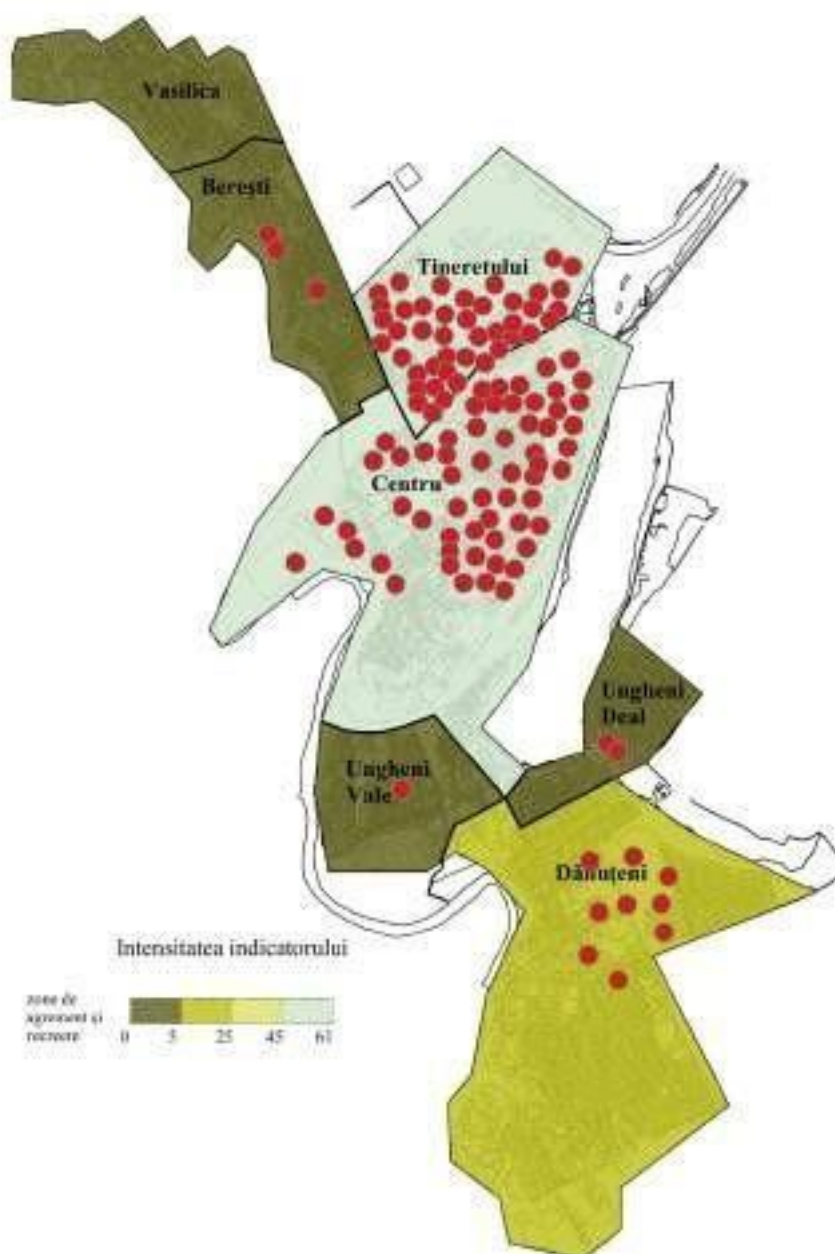 Vasilica
Berești
Tineretului
Centru
Ungheni
Deal
Ungheni
Vale
Dănuțeni
Intensitatea indicatorului
zone de
agrement și
recreere
0 5 25 45 61